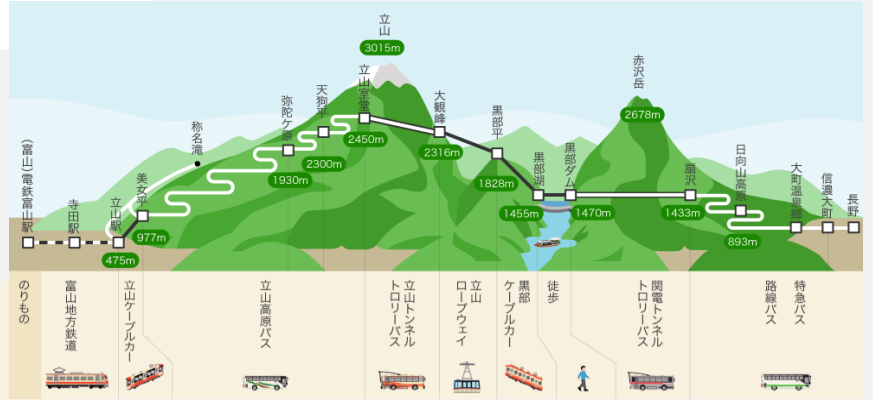 立山
3015m
赤沢岳
2678m
(富山)電鉄富山駅
寺田駅
立山駅
475m
美女平
977m
称名滝
弥陀ケ原
1930m
天狗平
2300m
立山室堂
2450m
大観峰
2316m
黒部平
1828m
黒部湖
1455m
黒部ダム
1470m
扇沢
1433m
日向山高原
893m
大町温泉郷
信濃大町
長野
のりもの
富山地方鉄道
立山ケーブルカー
立山高原バス
立山トンネル
トロリーバス
立山
ロープウェイ
黒部
ケーブルカー
徒歩
関電トンネル
トロリーバス
特急バス
路線バス